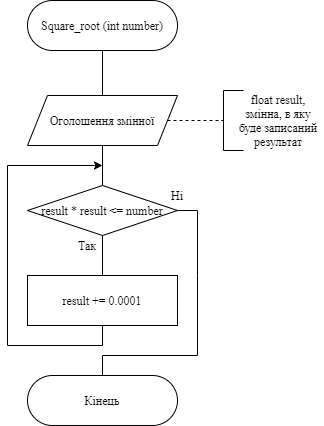 Square_root (int number)
Оголошення змінної
float result,
змінна, в яку
буде записаний
результат
Ні
result * result <= number
Так
result += 0.0001
Кінець